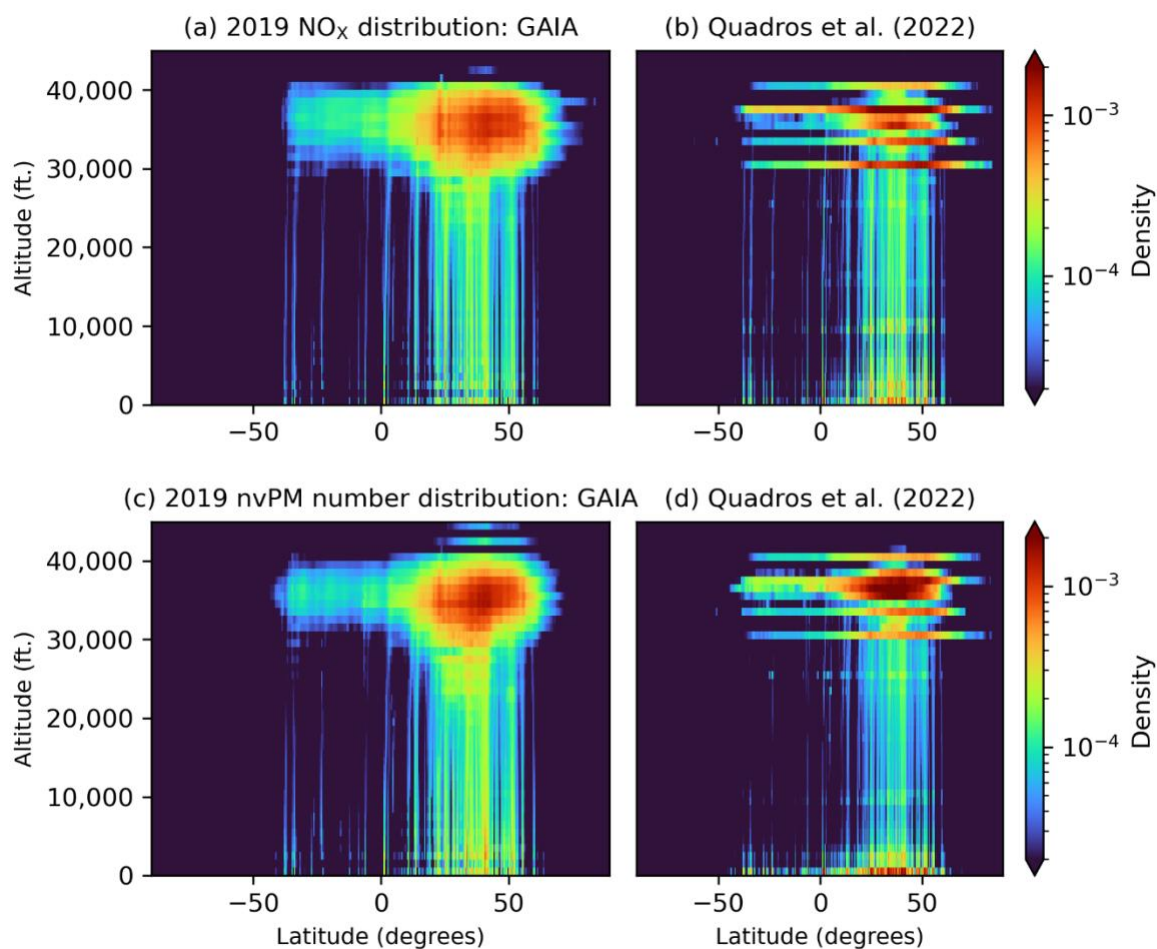 (a) 2019 NOX distribution: GAIA
(b) Quadros et al. (2022)
Altitude (ft.)
40,000
30,000
20,000
10,000
0
−50
0
50
−50
0
50
10−3
10−4
Density
(c) 2019 nvPM number distribution: GAIA
(d) Quadros et al. (2022)
Altitude (ft.)
40,000
30,000
20,000
10,000
0
−50
0
50
Latitude (degrees)
−50
0
50
Latitude (degrees)
10−3
10−4
Density